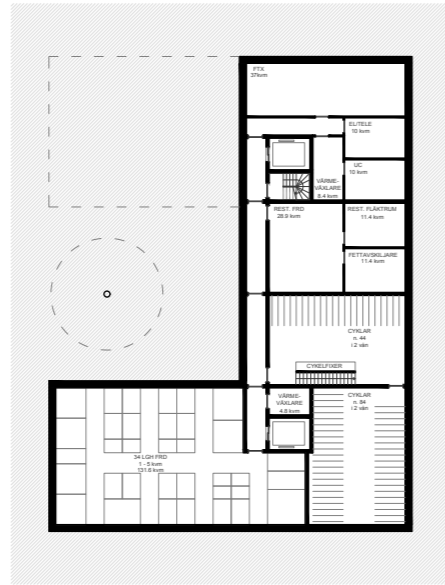 FTX
37kvm
EL/TELE
10 kvm
UC
10 kvm
VÄRME-
VÄXLARE
8.4 kvm
REST. FRD
28.9 kvm
REST. FLÄKTRUM
11.4 kvm
FETTAVSKILJARE
11.4 kvm
CYKLAR
n. 44
i 2 vån
CYKELFIXER
VÄRME-
VÄXLARE
4.8 kvm
CYKLAR
n. 84
i 2 vån
34 LGH FRD
1 - 5 kvm
131.6 kvm